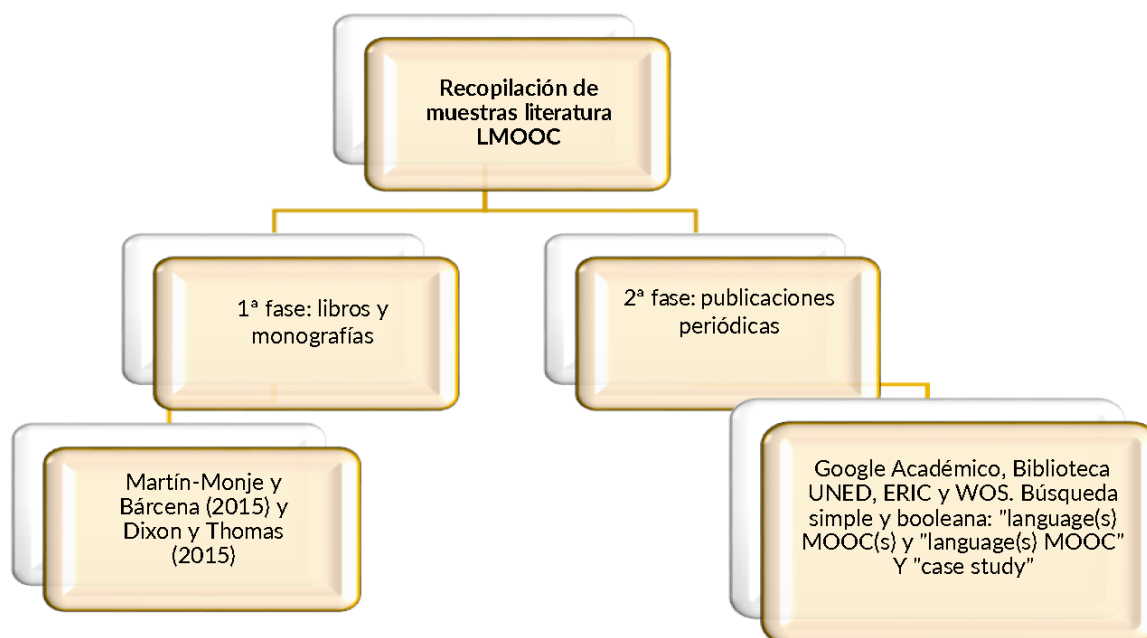 Recopilación de
muestras literatura
LMOOC
1ª fase: libros y
monografías
2ª fase: publicaciones
periódicas
Martín-Monje y
Bárcena (2015) y
Dixon y Thomas
(2015)
Google Académico, Biblioteca
UNED, ERIC y WOS. Búsqueda
simple y booleana: "language(s)
MOOC(s) y "language(s) MOOC"
Y "case study"